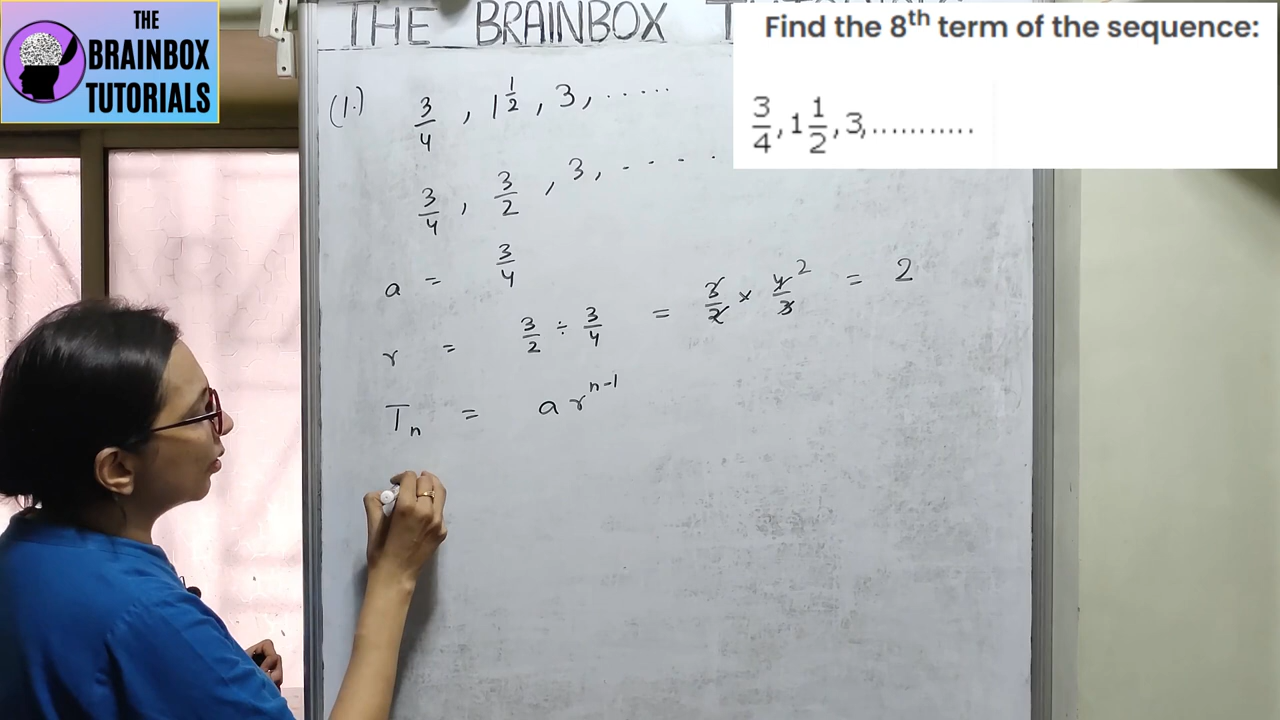 THE
BRAINBOX
TUTORIALS
THE BRAINBOX
Find the 8th term of the sequence:
3/4, 1 1/2, 3,...........
(1.) 3/4 , 1 1/2 , 3, .....
3/4 , 3/2 , 3, . . . . .
a = 3/4
r = 3/2 ÷ 3/4 = 3/2 × 4/3 2 = 2
Tn = a r^n-1